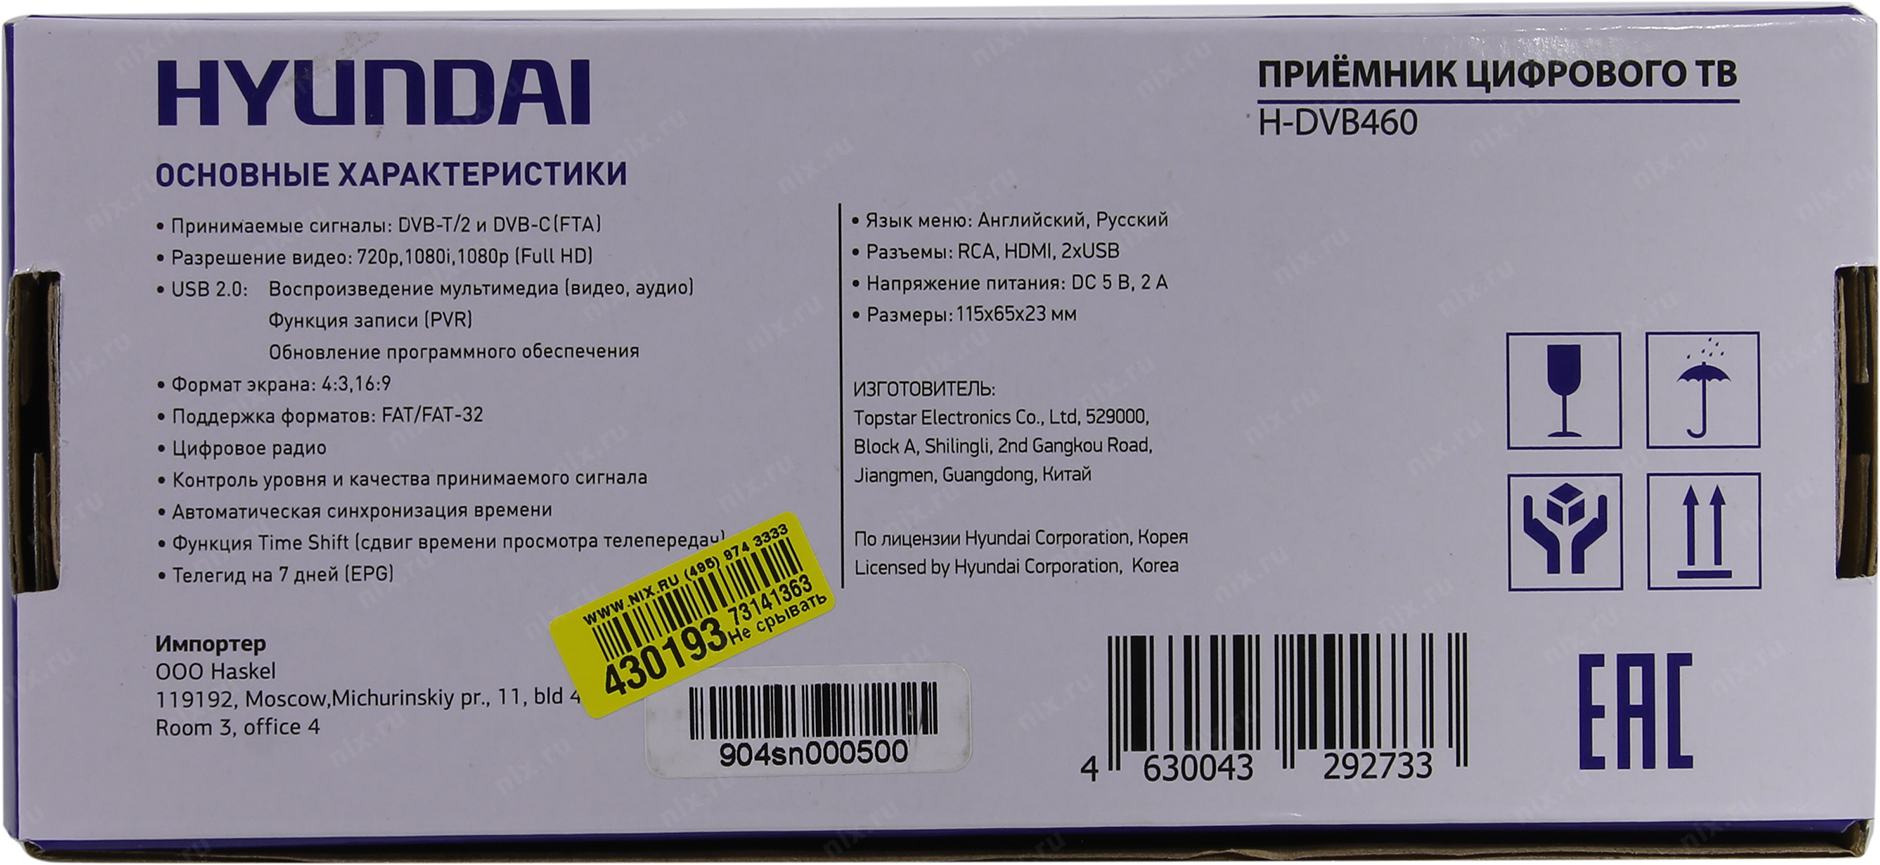 HYUNDAI
ПРИЁМНИК ЦИФРОВОГО ТВ
H-DVB460
ОСНОВНЫЕ ХАРАКТЕРИСТИКИ
• Принимаемые сигналы: DVB-T/2 и DVB-C(FTA)
• Разрешение видео: 720p,1080i,1080p (Full HD)
• USB 2.0: Воспроизведение мультимедиа (видео, аудио)
Функция записи (PVR)
Обновление программного обеспечения
• Формат экрана: 4:3,16:9
• Поддержка форматов: FAT/FAT-32
• Цифровое радио
• Контроль уровня и качества принимаемого сигнала
• Автоматическая синхронизация времени
• Функция Time Shift (сдвиг времени просмотра телепередач)
• Телегид на 7 дней (EPG)
Импортер
ООО Haskel
119192, Moscow,Michurinskiy pr., 11, bld 4
Room 3, office 4
• Язык меню: Английский, Русский
• Разъемы: RCA, HDMI, 2xUSB
• Напряжение питания: DC 5 В, 2 А
• Размеры: 115x65x23 мм
ИЗГОТОВИТЕЛЬ:
Topstar Electronics Co., Ltd, 529000,
Block A, Shilingli, 2nd Gangkou Road,
Jiangmen, Guangdong, Китай
По лицензии Hyundai Corporation, Корея
Licensed by Hyundai Corporation, Korea
WWW.NIX.RU (495) 974 3333
73141363
430193 Не срывать
904sn000500
4 630043 292733
EAC
nix.ru